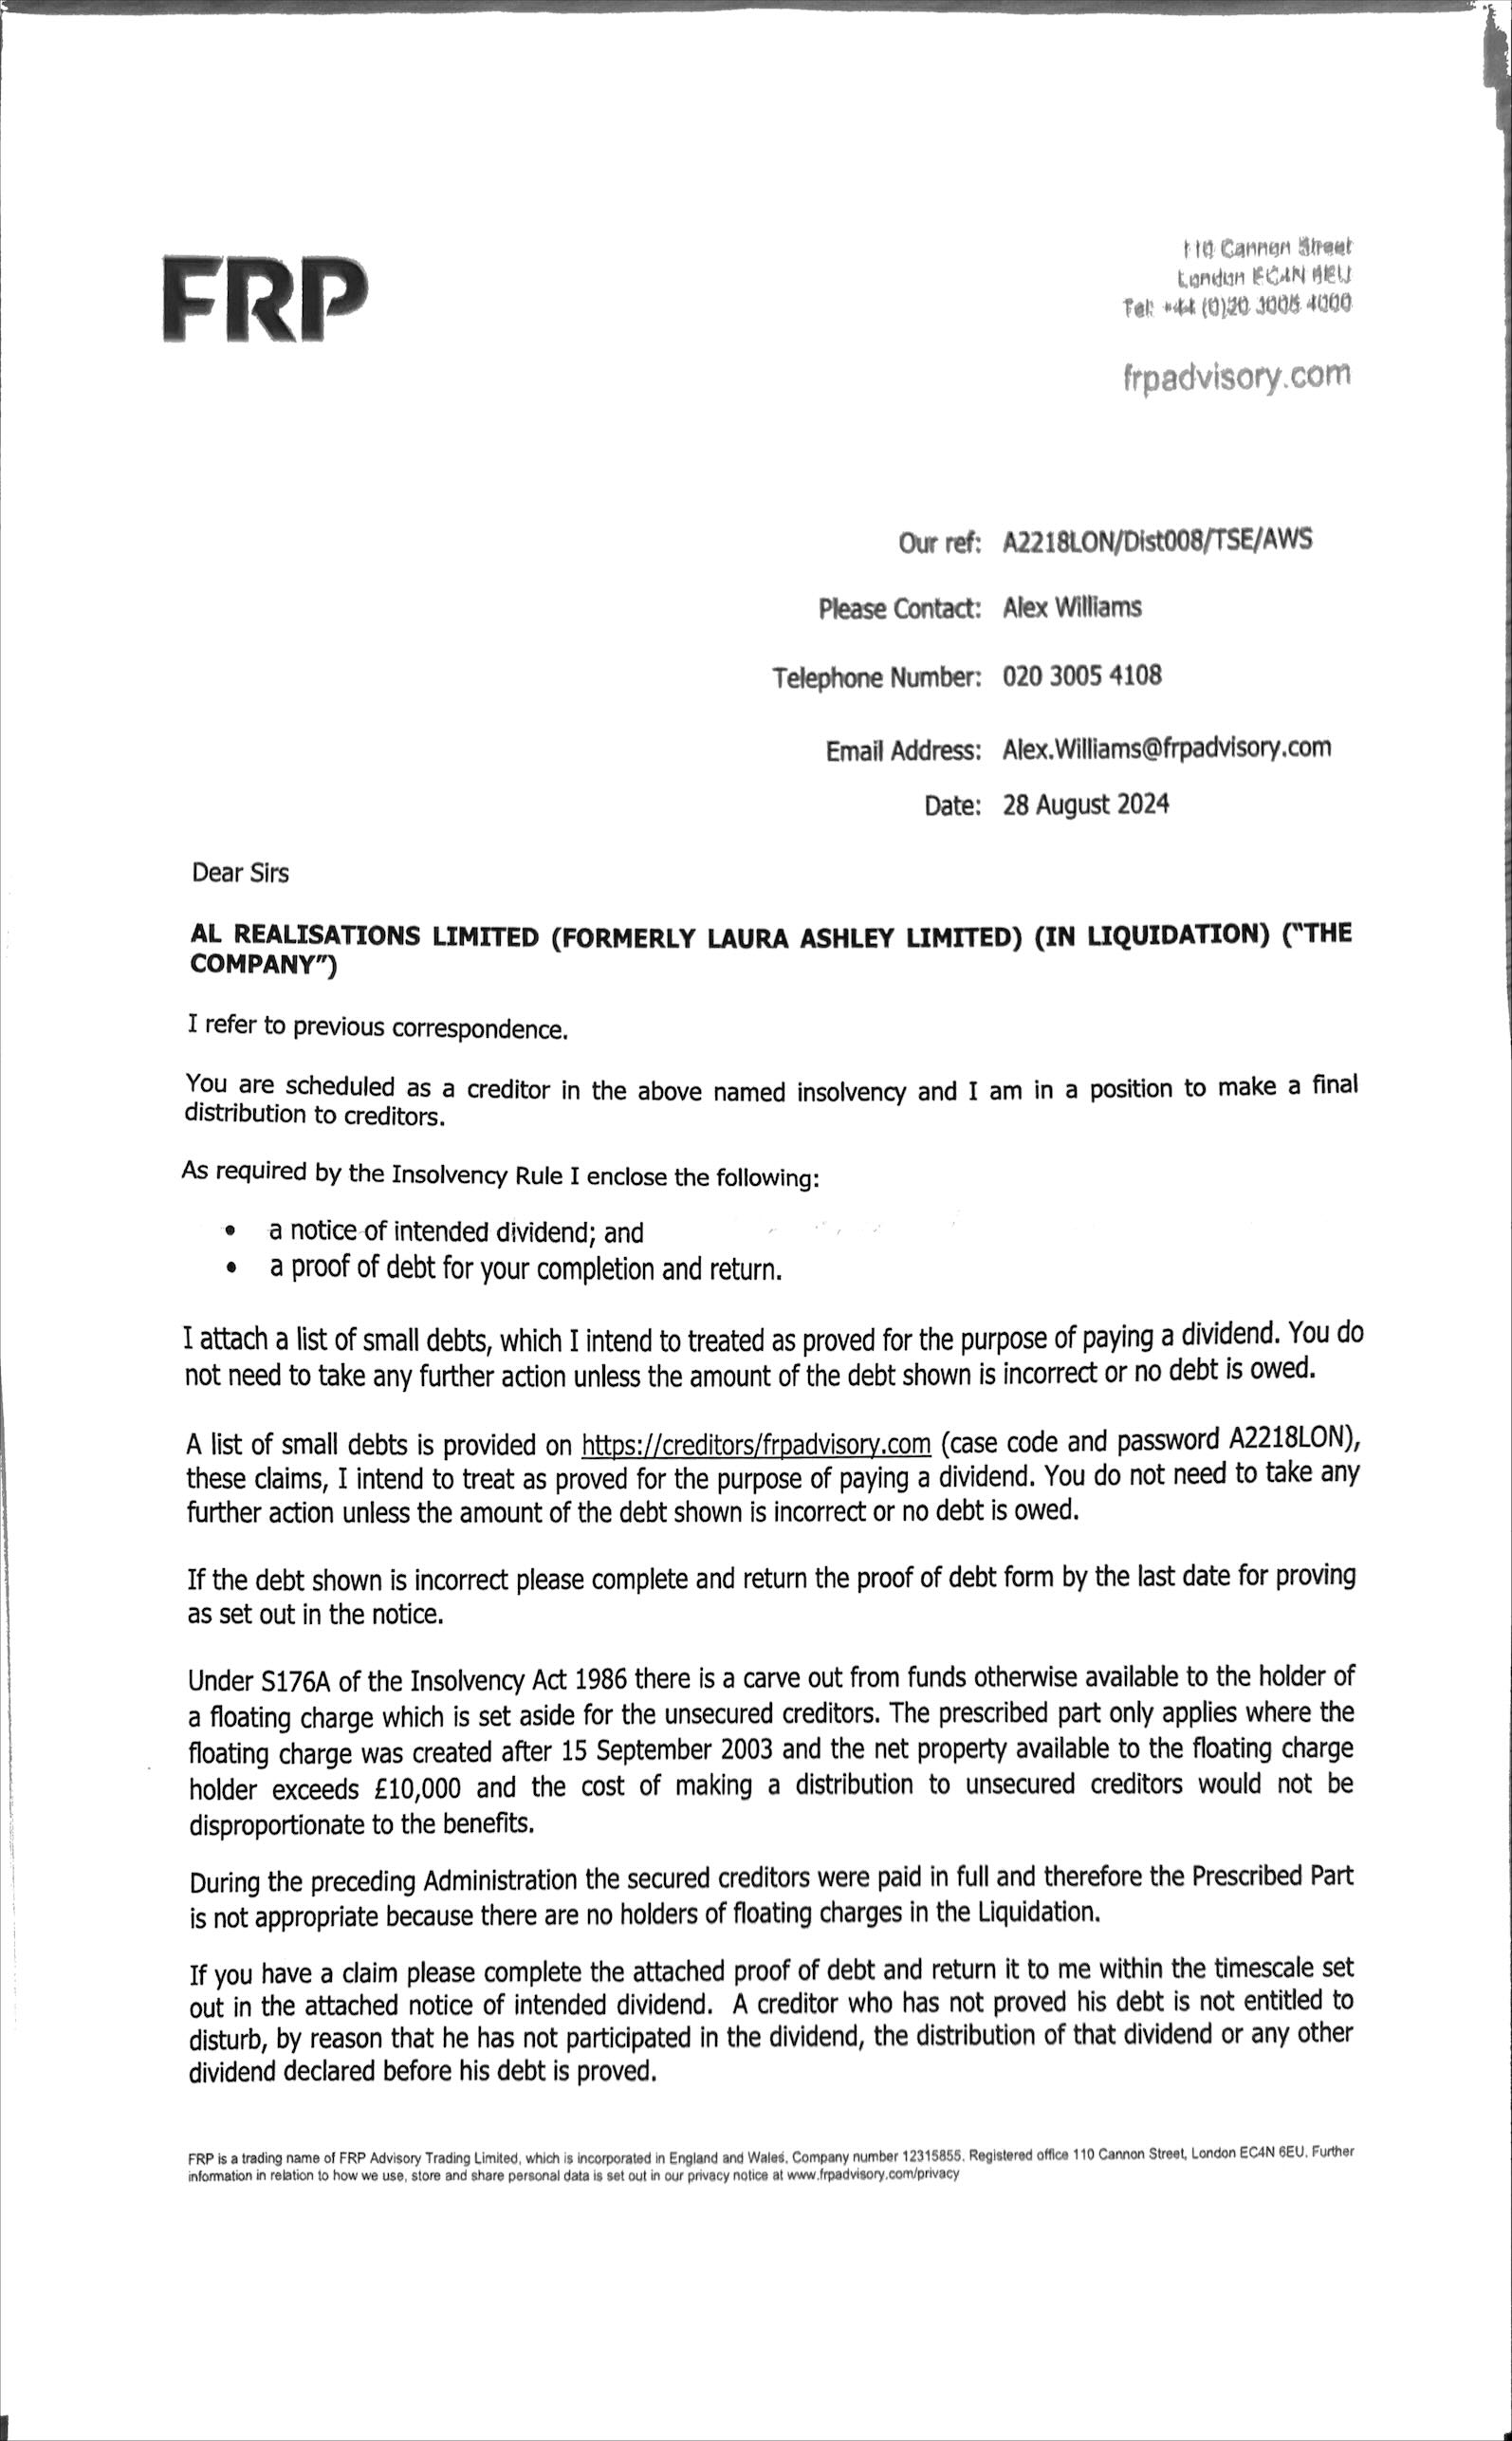 FRP
110 Cannon Street
London EC4N 6EU
Tel: +44 (0)20 3005 4000
frpadvisory.com
Our ref: A2218LON/Dist008/TSE/AWS
Please Contact: Alex Williams
Telephone Number: 020 3005 4108
Email Address: Alex.Williams@frpadvisory.com
Date: 28 August 2024
Dear Sirs
AL REALISATIONS LIMITED (FORMERLY LAURA ASHLEY LIMITED) (IN LIQUIDATION) ("THE
COMPANY")
I refer to previous correspondence.
You are scheduled as a creditor in the above named insolvency and I am in a position to make a final
distribution to creditors.
As required by the Insolvency Rule I enclose the following:
• a notice of intended dividend; and
• a proof of debt for your completion and return.
I attach a list of small debts, which I intend to treated as proved for the purpose of paying a dividend. You do
not need to take any further action unless the amount of the debt shown is incorrect or no debt is owed.
A list of small debts is provided on https://creditors/frpadvisory.com (case code and password A2218LON),
these claims, I intend to treat as proved for the purpose of paying a dividend. You do not need to take any
further action unless the amount of the debt shown is incorrect or no debt is owed.
If the debt shown is incorrect please complete and return the proof of debt form by the last date for proving
as set out in the notice.
Under S176A of the Insolvency Act 1986 there is a carve out from funds otherwise available to the holder of
a floating charge which is set aside for the unsecured creditors. The prescribed part only applies where the
floating charge was created after 15 September 2003 and the net property available to the floating charge
holder exceeds £10,000 and the cost of making a distribution to unsecured creditors would not be
disproportionate to the benefits.
During the preceding Administration the secured creditors were paid in full and therefore the Prescribed Part
is not appropriate because there are no holders of floating charges in the Liquidation.
If you have a claim please complete the attached proof of debt and return it to me within the timescale set
out in the attached notice of intended dividend. A creditor who has not proved his debt is not entitled to
disturb, by reason that he has not participated in the dividend, the distribution of that dividend or any other
dividend declared before his debt is proved.
FRP is a trading name of FRP Advisory Trading Limited, which is incorporated in England and Wales, Company number 12315855. Registered office 110 Cannon Street, London EC4N 6EU. Further
information in relation to how we use, store and share personal data is set out in our privacy notice at www.frpadvisory.com/privacy